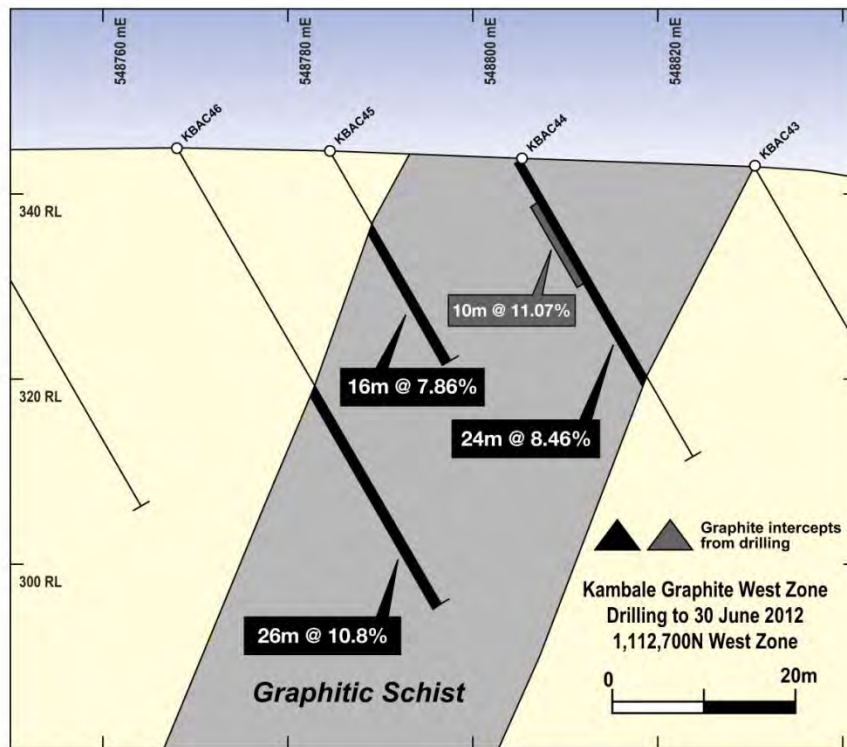 548760 mE
548780 mE
548800 mE
548820 mE
KBAC46
KBAC45
KBAC44
KBAC43
340 RL
10m @ 11.07%
16m @ 7.86%
320 RL
24m @ 8.46%
Graphite intercepts
from drilling
300 RL
Kambale Graphite West Zone
Drilling to 30 June 2012
1,112,700N West Zone
26m @ 10.8%
0 20m
Graphitic Schist